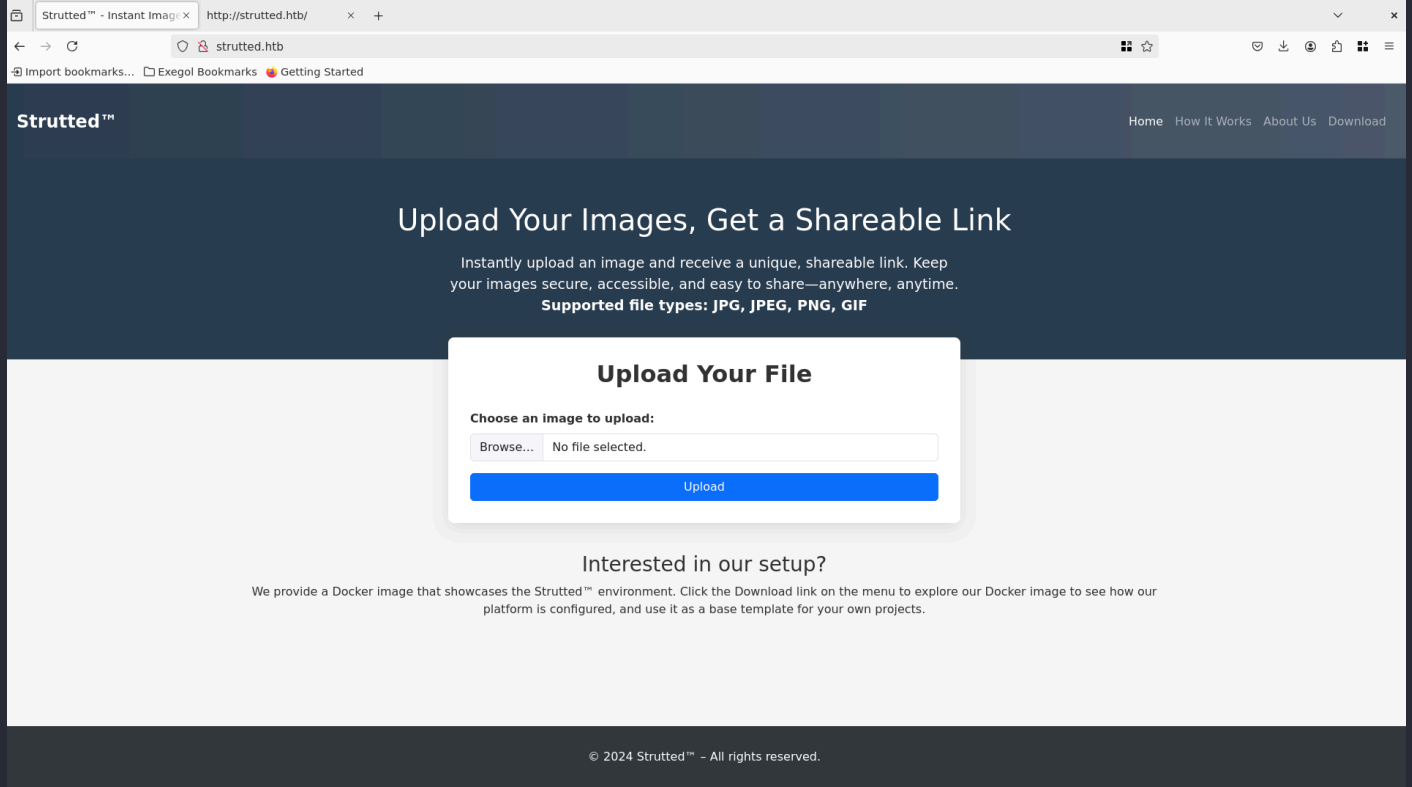 Strutted™ - Instant Image
http://strutted.htb/
strutted.htb
Import bookmarks...
Exegol Bookmarks
Getting Started
Strutted™
Home
How It Works
About Us
Download
Upload Your Images, Get a Shareable Link
Instantly upload an image and receive a unique, shareable link. Keep
your images secure, accessible, and easy to share—anywhere, anytime.
Supported file types: JPG, JPEG, PNG, GIF
Upload Your File
Choose an image to upload:
Browse...
No file selected.
Upload
Interested in our setup?
We provide a Docker image that showcases the Strutted™ environment. Click the Download link on the menu to explore our Docker image to see how our
platform is configured, and use it as a base template for your own projects.
© 2024 Strutted™ – All rights reserved.